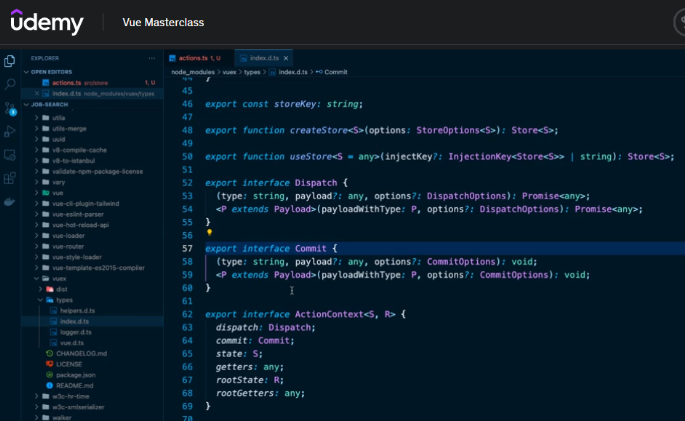 udemy
Vue Masterclass
EXPLORER
OPEN EDITORS
actions.ts src/store 1, U
index.d.ts node_modules/vuex/types
JOB-SEARCH
utila
utils-merge
uuid
v8-compile-cache
v8-to-istanbul
validate-npm-package-license
vary
vue
vue-cli-plugin-tailwind
vue-eslint-parser
vue-hot-reload-api
vue-loader
vue-router
vue-style-loader
vue-template-es2015-compiler
vuex
dist
types
helpers.d.ts
index.d.ts
logger.d.ts
vue.d.ts
CHANGELOG.md
LICENSE
package.json
README.md
w3c-hr-time
w3c-xmlserializer
walker
actions.ts 1, U
index.d.ts
node_modules > vuex > types > index.d.ts > Commit
44 }
45
46 export const storeKey: string;
47
48 export function createStore<S>(options: StoreOptions<S>): Store<S>;
49
50 export function useStore<S = any>(injectKey?: InjectionKey<Store<S>> | string): Store<S>;
51
52 export interface Dispatch {
53 (type: string, payload?: any, options?: DispatchOptions): Promise<any>;
54 <P extends Payload>(payloadWithType: P, options?: DispatchOptions): Promise<any>;
55 }
56
57 export interface Commit {
58 (type: string, payload?: any, options?: CommitOptions): void;
59 <P extends Payload>(payloadWithType: P, options?: CommitOptions): void;
60 }
61
62 export interface ActionContext<S, R> {
63 dispatch: Dispatch;
64 commit: Commit;
65 state: S;
66 getters: any;
67 rootState: R;
68 rootGetters: any;
69 }
70